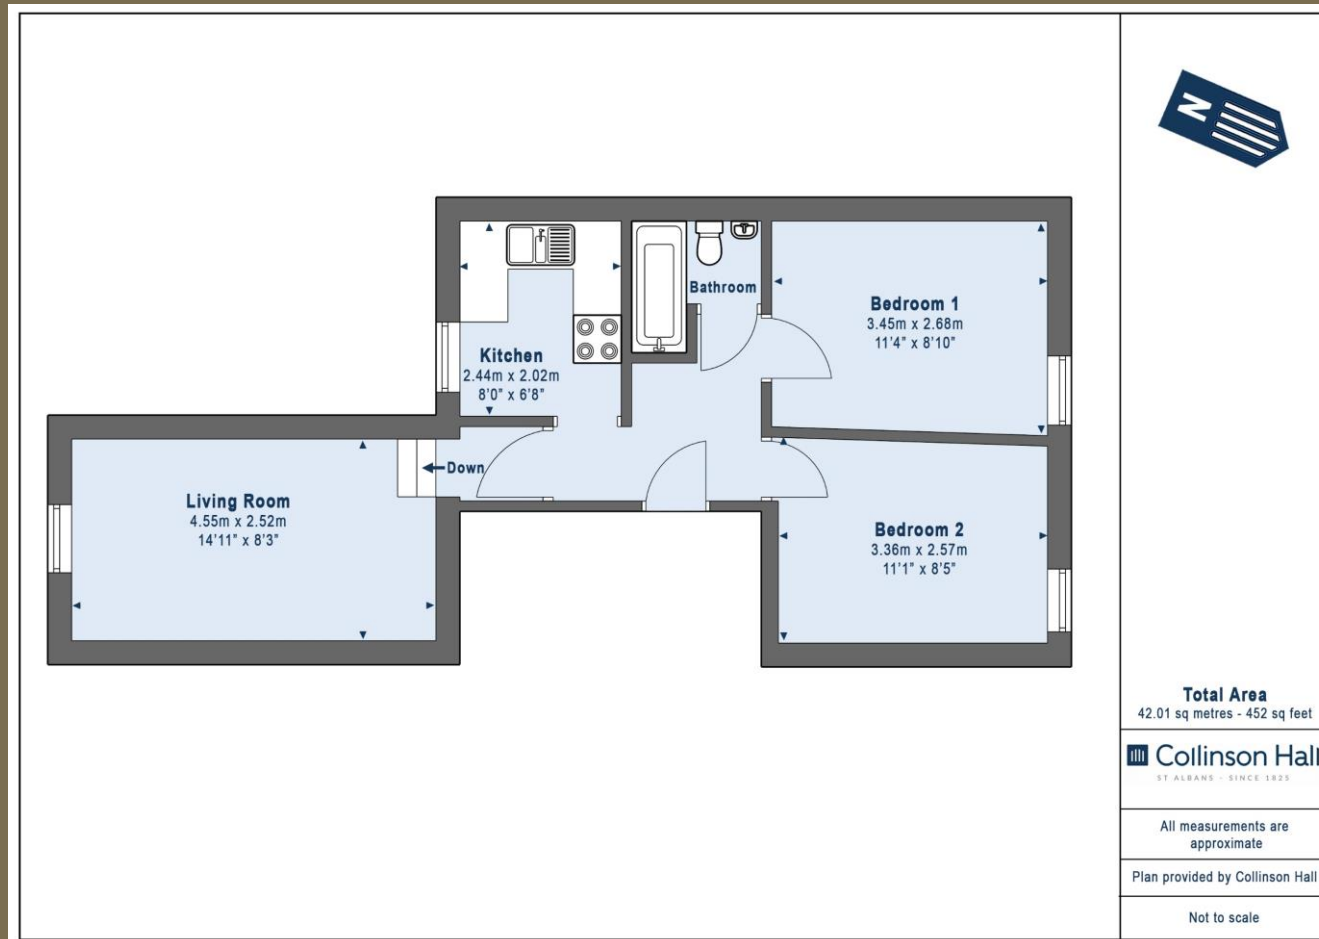 N
Kitchen
2.44m x 2.02m
8'0" x 6'8"
Bathroom
Bedroom 1
3.45m x 2.68m
11'4" x 8'10"
Living Room
4.55m x 2.52m
14'11" x 8'3"
Down
Bedroom 2
3.36m x 2.57m
11'1" x 8'5"
Total Area
42.01 sq metres - 452 sq feet
Collinson Hall
ST ALBANS - SINCE 1825
All measurements are
approximate
Plan provided by Collinson Hall
Not to scale